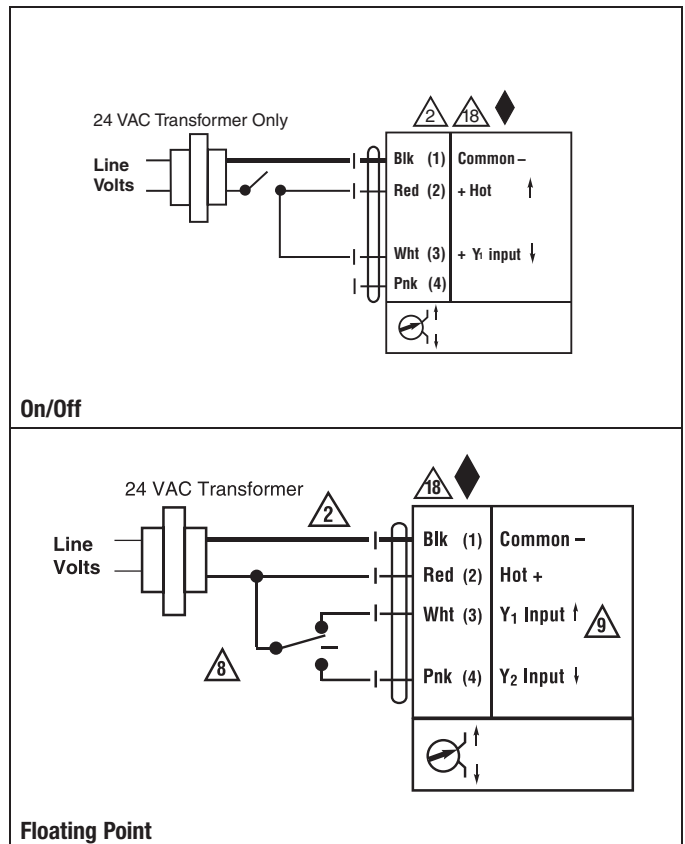 24 VAC Transformer Only
2 18
Line
Volts
Blk (1) Common –
Red (2) + Hot ↑
Wht (3) + Y1 input ↓
Pnk (4)
↑
↓
On/Off
24 VAC Transformer
2
18
Line
Volts
Blk (1) Common –
Red (2) Hot +
Wht (3) Y1 Input ↑ 9
8
Pnk (4) Y2 Input ↓
↑
↓
Floating Point